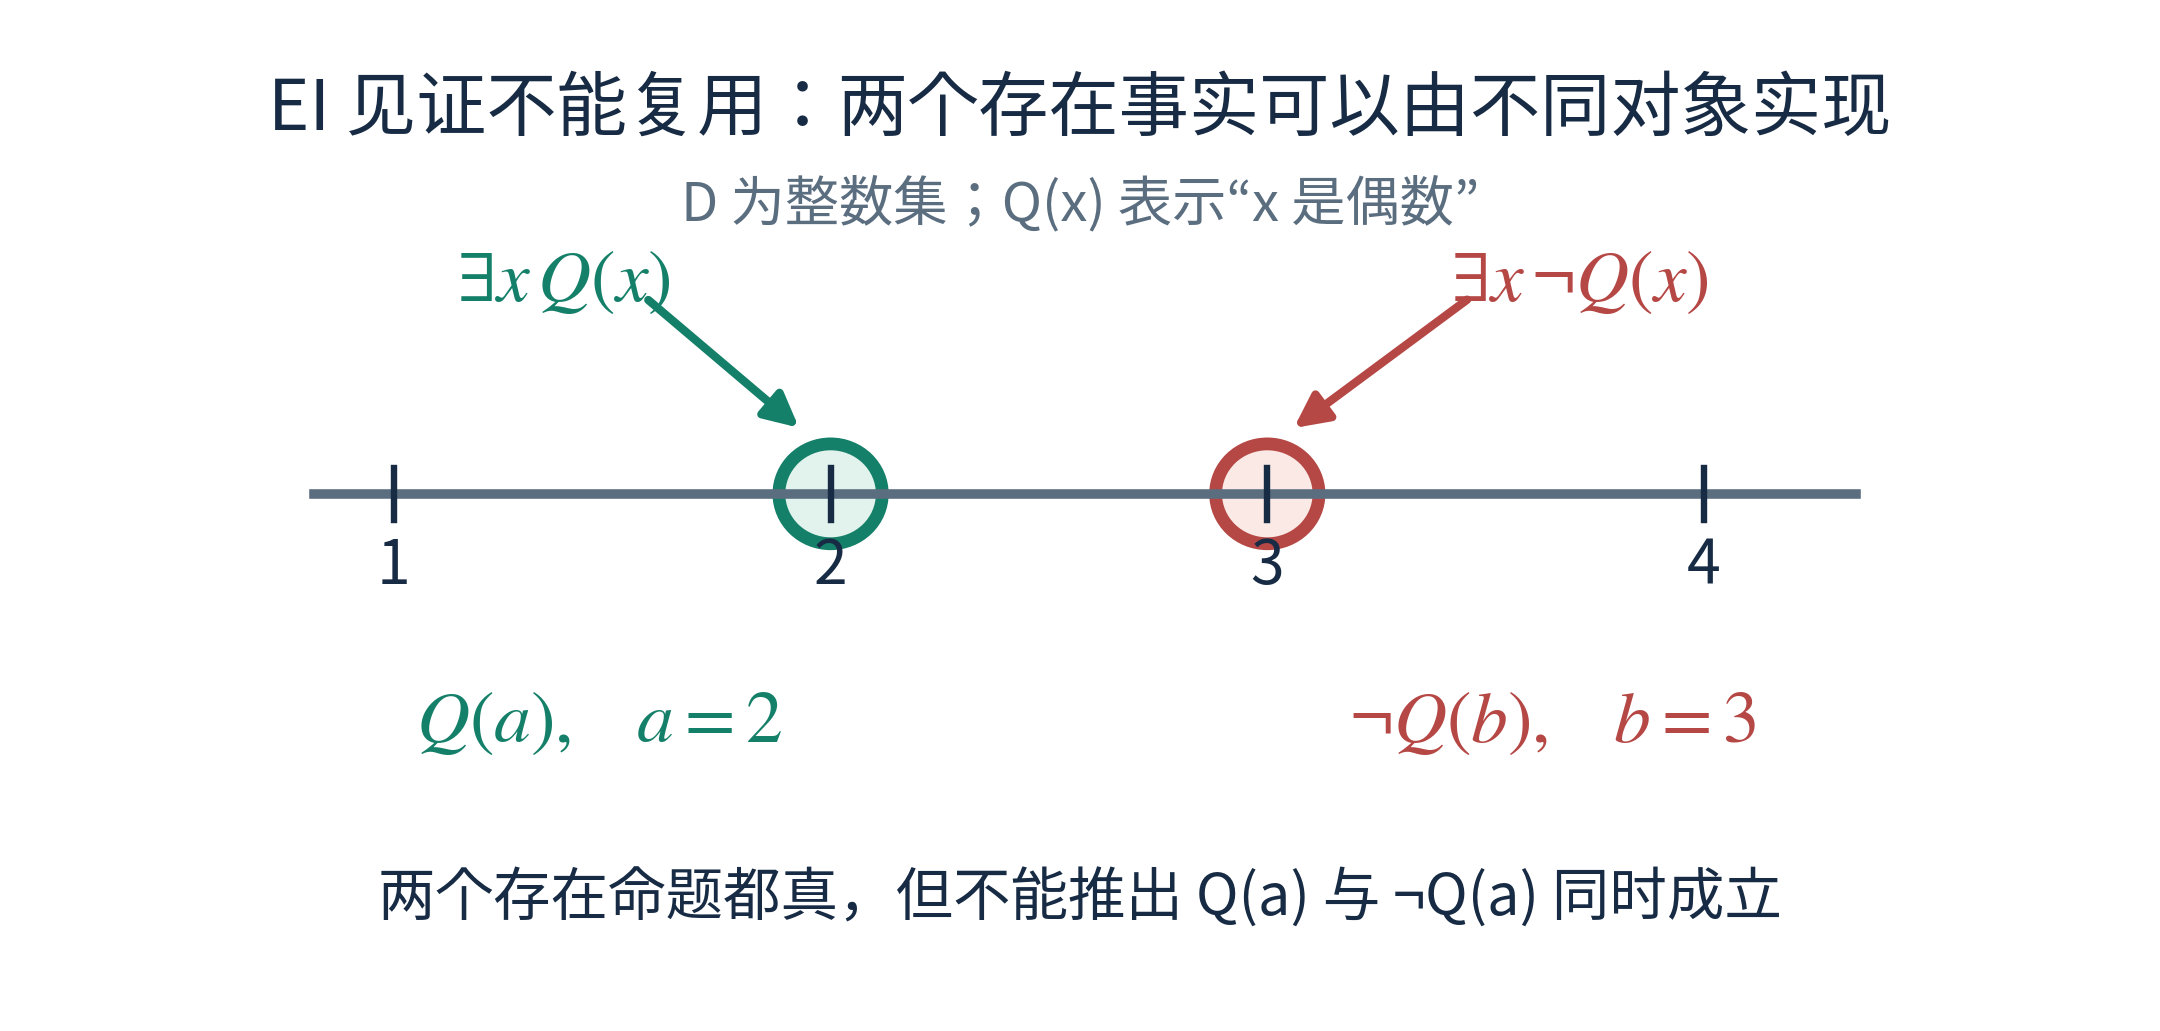 EI 见证不能复用：两个存在事实可以由不同对象实现
D 为整数集；Q(x) 表示“x 是偶数”
∃x Q(x)
∃x ¬Q(x)
1
2
3
4
Q(a), a = 2
¬Q(b), b = 3
两个存在命题都真，但不能推出 Q(a) 与 ¬Q(a) 同时成立